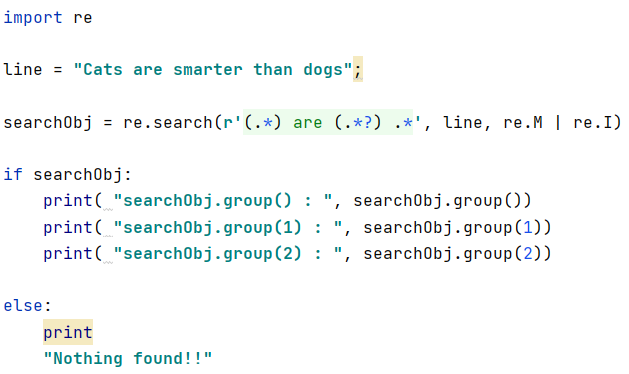 import re
line = "Cats are smarter than dogs";
searchObj = re.search(r'(.*) are (.*?) .*', line, re.M | re.I)
if searchObj:
    print( "searchObj.group() : ", searchObj.group())
    print( "searchObj.group(1) : ", searchObj.group(1))
    print( "searchObj.group(2) : ", searchObj.group(2))
else:
    print
    "Nothing found!!"